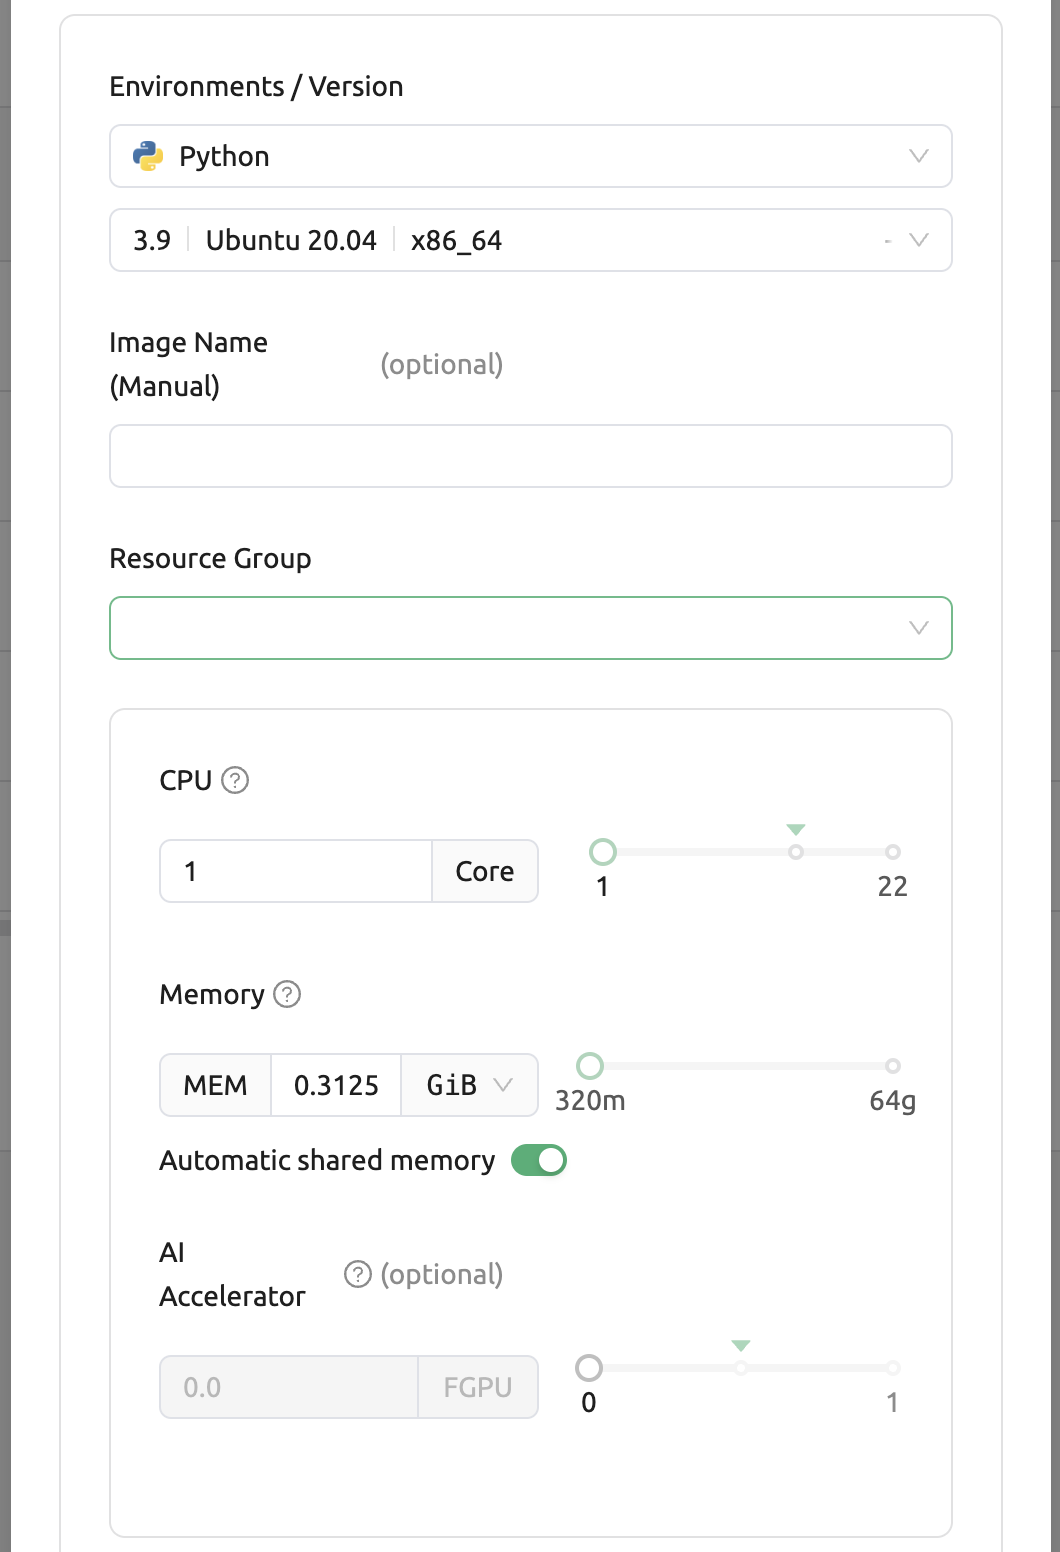 Environments / Version
Python
3.9 Ubuntu 20.04 x86_64 -
Image Name
(Manual)
(optional)
Resource Group
CPU ?
1 Core
1 22
Memory ?
MEM 0.3125 GiB
320m 64g
Automatic shared memory
AI
Accelerator
? (optional)
0.0 FGPU
0 1